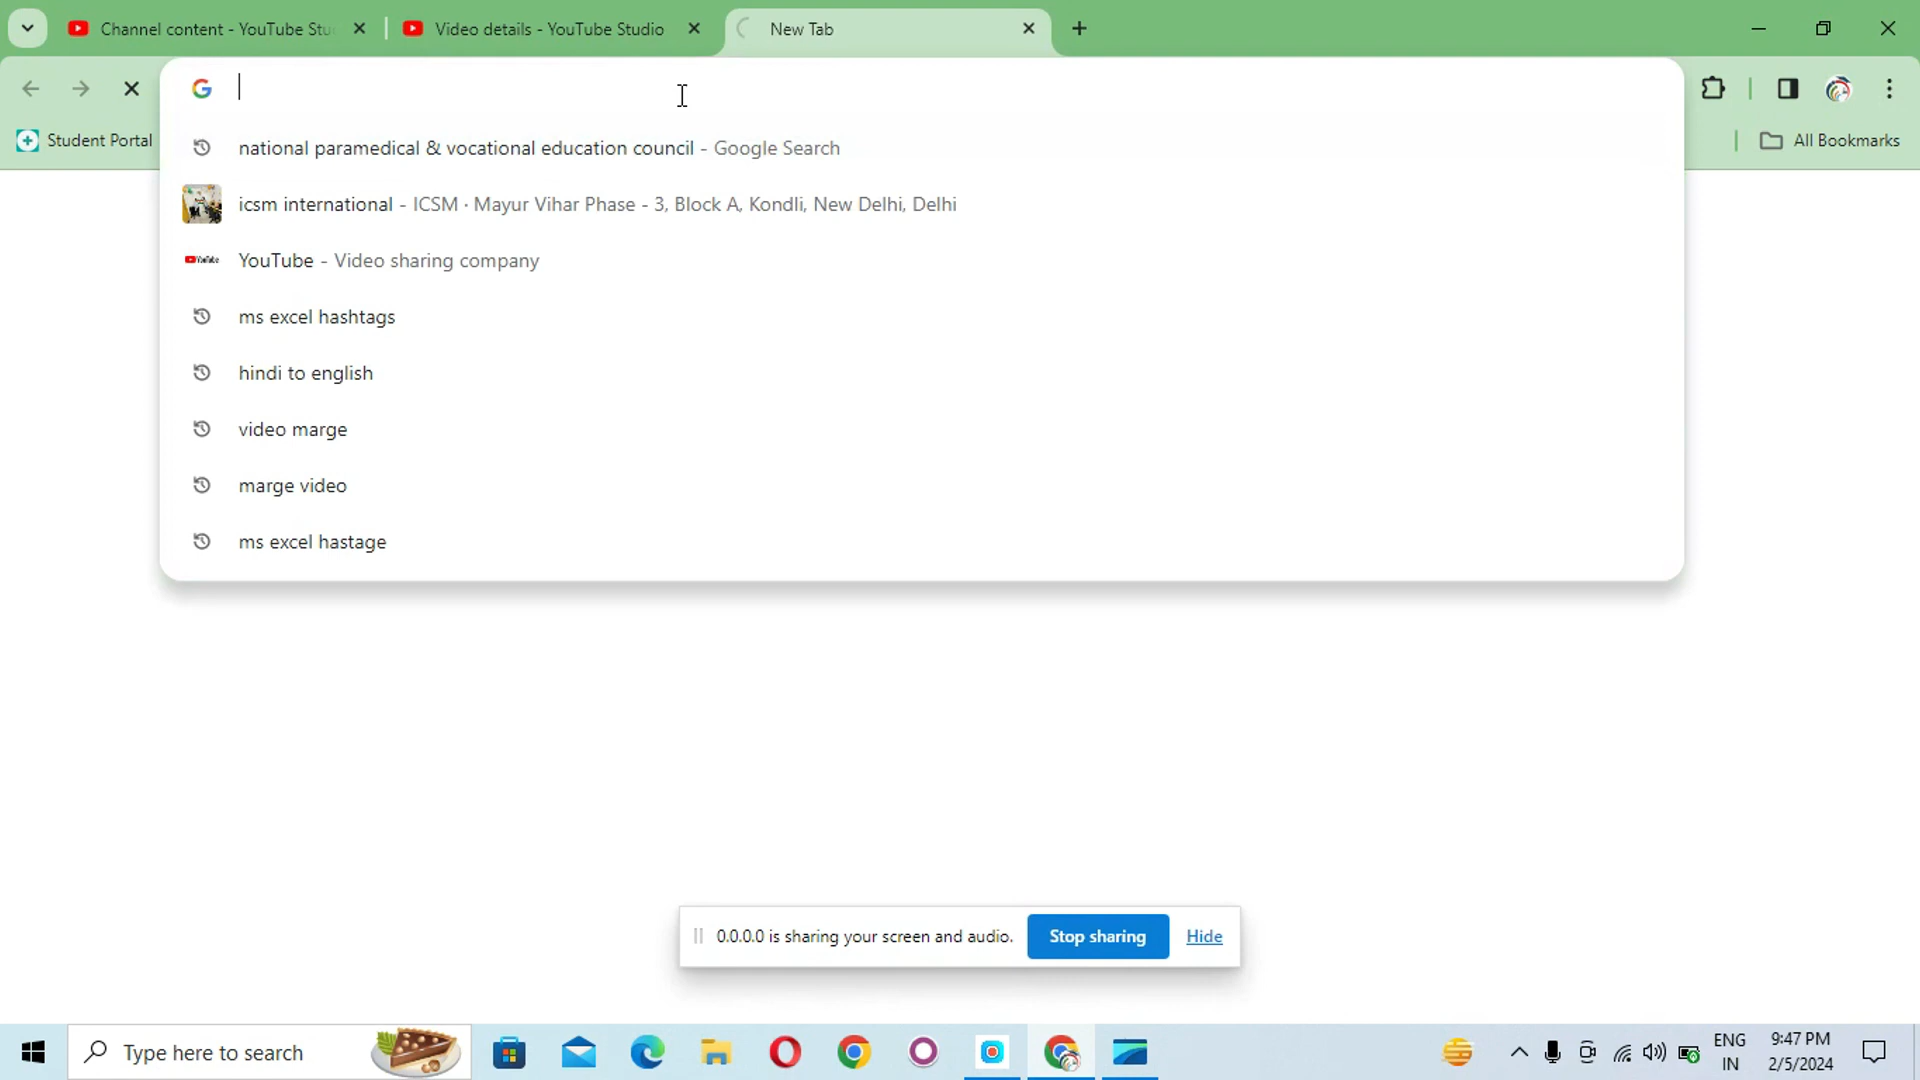 Channel content - YouTube Stu
Video details - YouTube Studio
New Tab
Student Portal
All Bookmarks
national paramedical & vocational education council - Google Search
icsm international - ICSM · Mayur Vihar Phase - 3, Block A, Kondli, New Delhi, Delhi
YouTube
YouTube - Video sharing company
ms excel hashtags
hindi to english
video marge
marge video
ms excel hastage
0.0.0.0 is sharing your screen and audio. Stop sharing Hide
Type here to search
ENG
IN
9:47 PM
2/5/2024